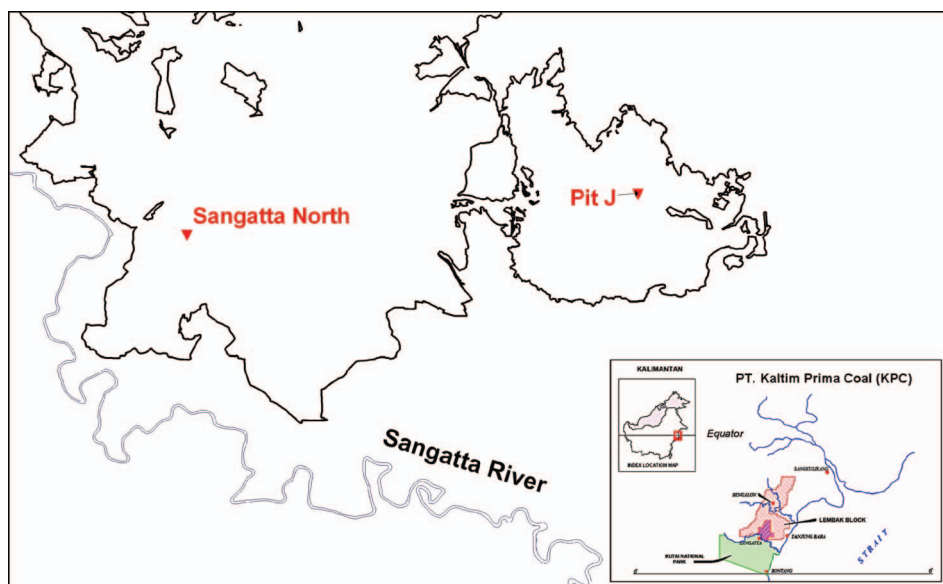 Pit J
Sangatta North
Sangatta River
KALIMANTAN
INDEX LOCATION MAP
PT. Kaltim Prima Coal (KPC)
Equator
SANGKULIRANG
BENGALON
LEMBAK BLOCK
TANJUNG BARA
SANGATTA
STRAIT
KUTAI NATIONAL
PARK
BONTANG